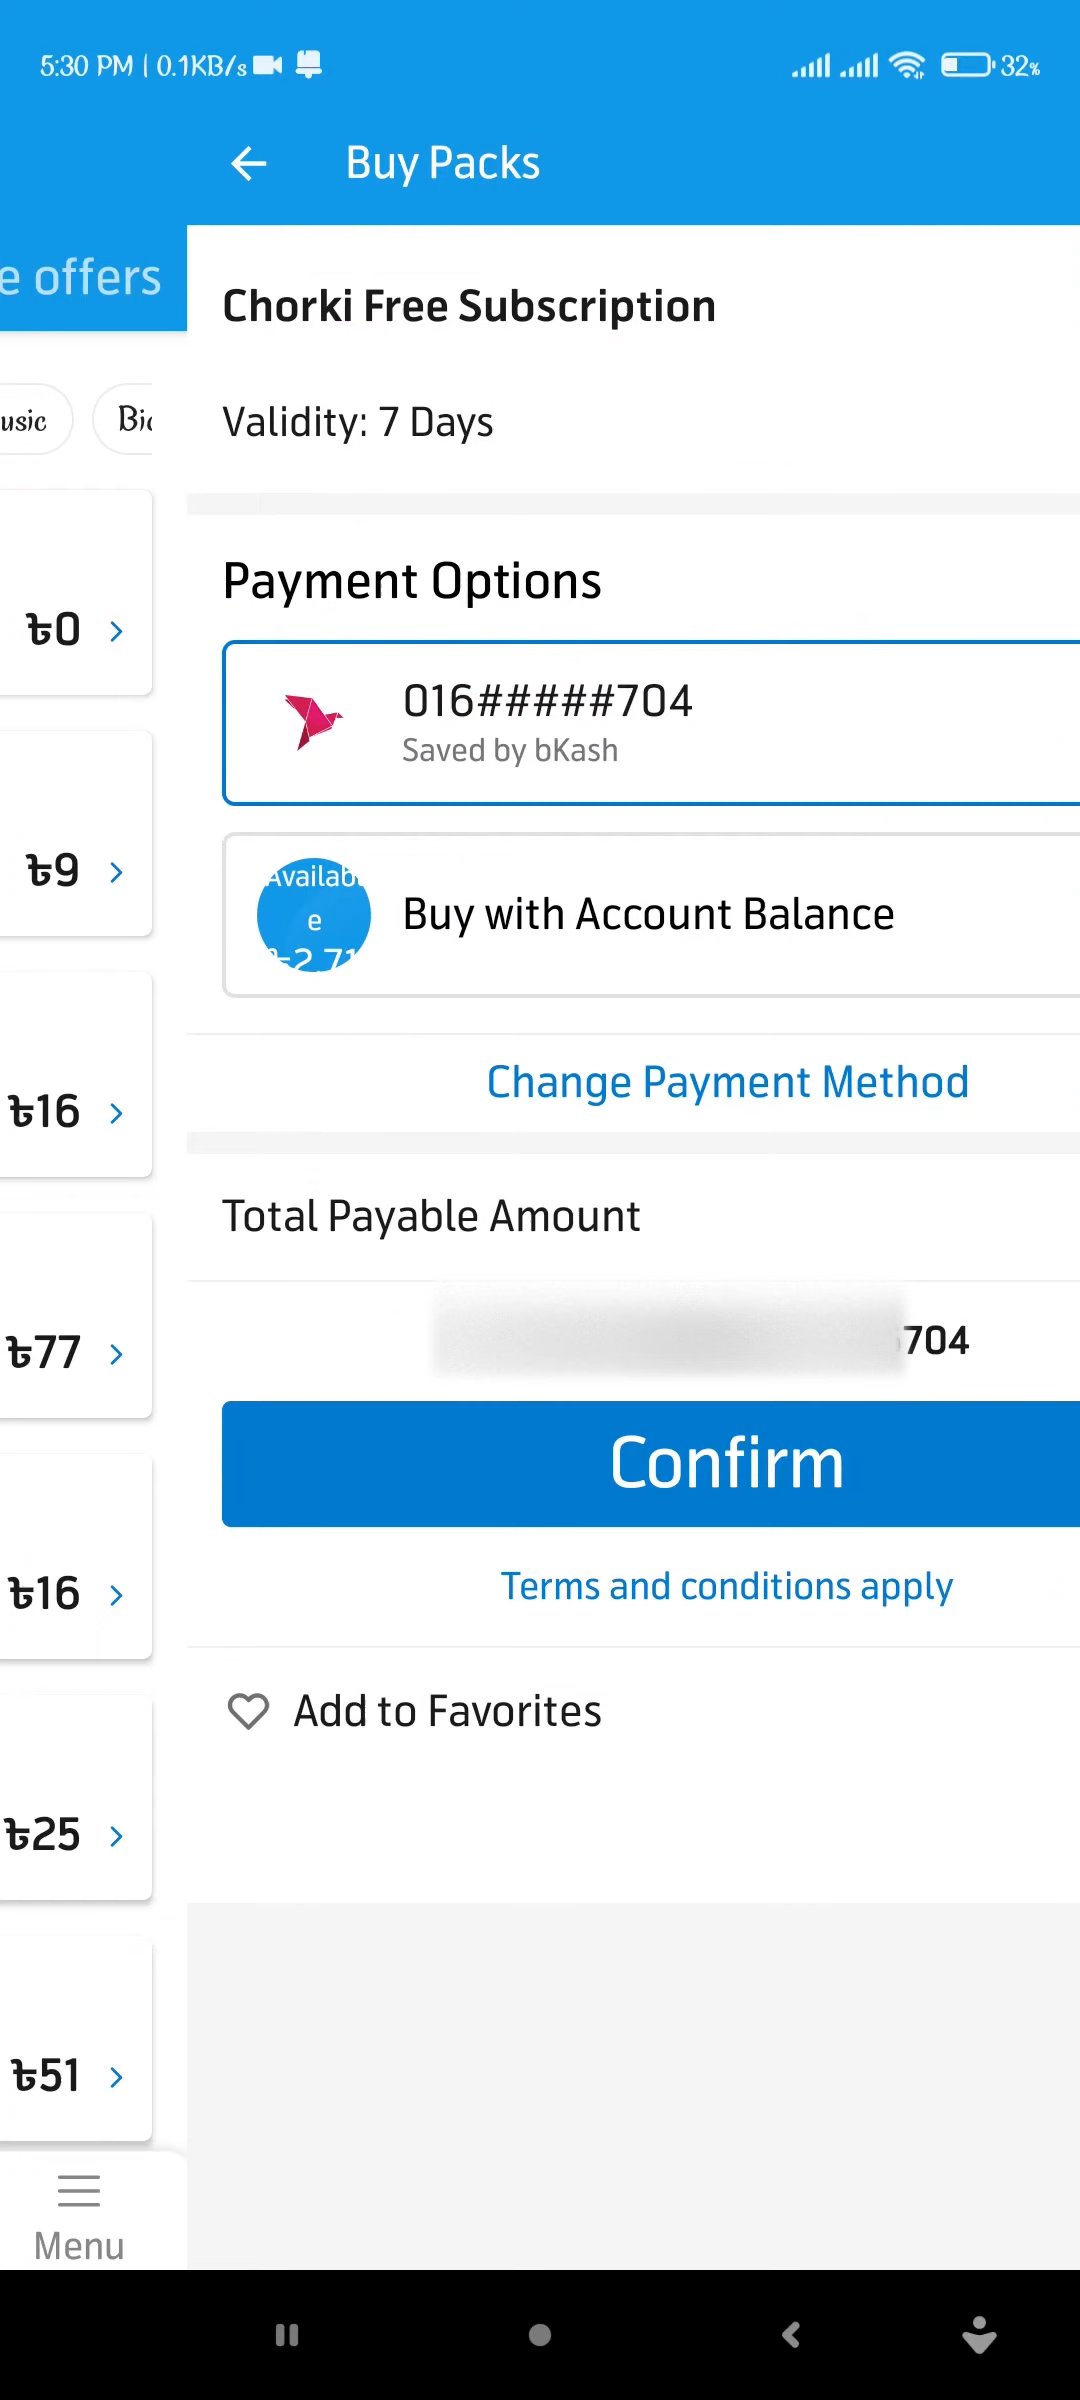 5:30 PM | 0.1KB/s
32%
Buy Packs
e offers
Chorki Free Subscription
Validity: 7 Days
usic
Payment Options
৳0
016#####704
Saved by bKash
৳9
Buy with Account Balance
৳16
Change Payment Method
Total Payable Amount
৳77
704
Confirm
৳16
Terms and conditions apply
Add to Favorites
৳25
৳51
Menu